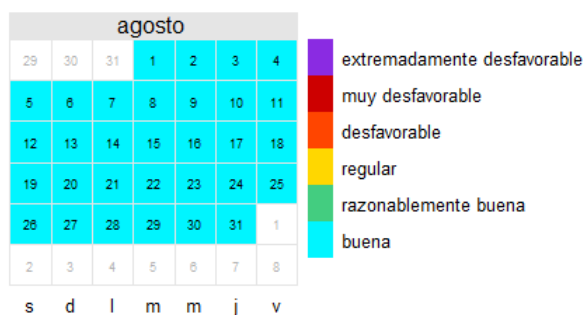 agosto
29 30 31 1 2 3 4
5 6 7 8 9 10 11
12 13 14 15 16 17 18
19 20 21 22 23 24 25
26 27 28 29 30 31 1
2 3 4 5 6 7 8
s d l m m j v
extremadamente desfavorable
muy desfavorable
desfavorable
regular
razonablemente buena
buena